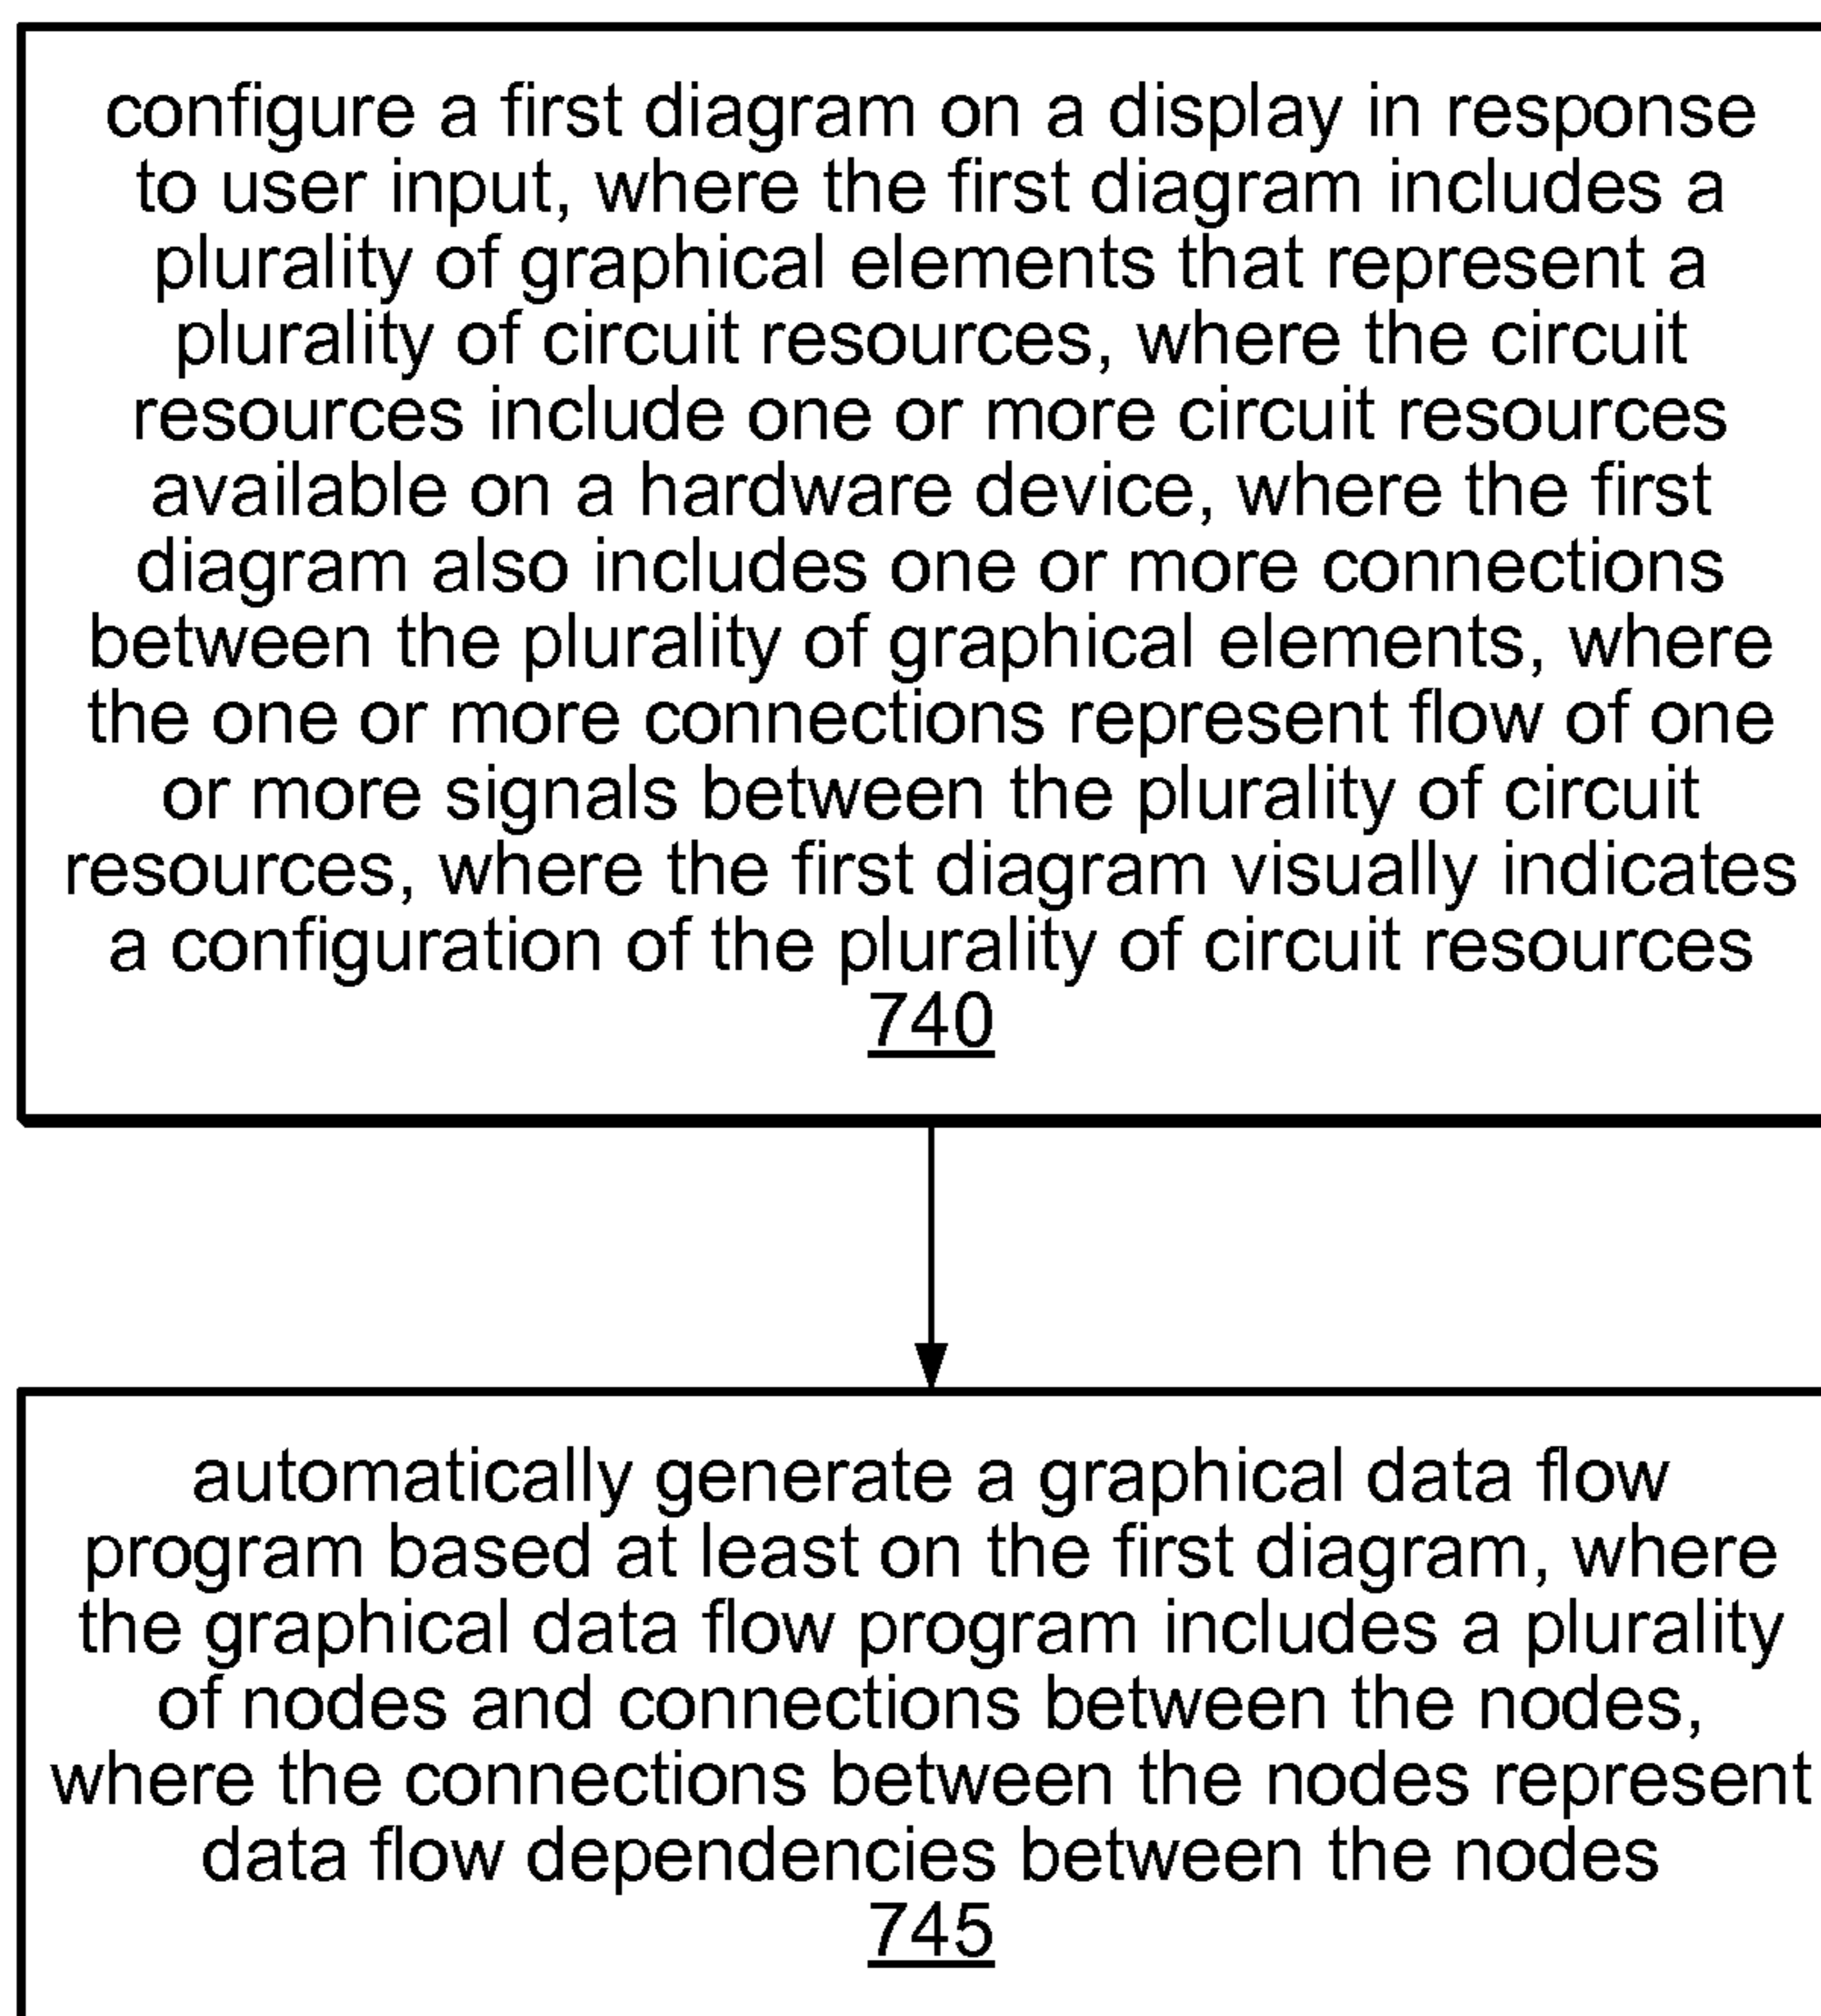 configure a first diagram on a display in response
to user input, where the first diagram includes a
plurality of graphical elements that represent a
plurality of circuit resources, where the circuit
resources include one or more circuit resources
available on a hardware device, where the first
diagram also includes one or more connections
between the plurality of graphical elements, where
the one or more connections represent flow of one
or more signals between the plurality of circuit
resources, where the first diagram visually indicates
a configuration of the plurality of circuit resources
740
automatically generate a graphical data flow
program based at least on the first diagram, where
the graphical data flow program includes a plurality
of nodes and connections between the nodes,
where the connections between the nodes represent
data flow dependencies between the nodes
745